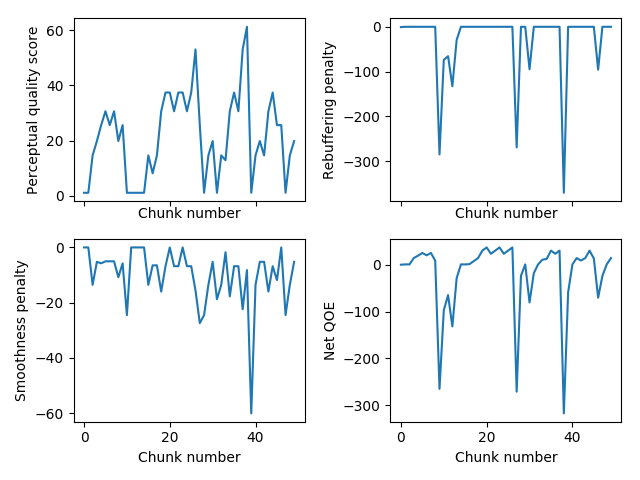 Perceptual quality score
60
40
20
0
Chunk number
Rebuffering penalty
0
−100
−200
−300
Chunk number
Smoothness penalty
0
−20
−40
−60
0 20 40
Chunk number
Net QOE
0
−100
−200
−300
0 20 40
Chunk number